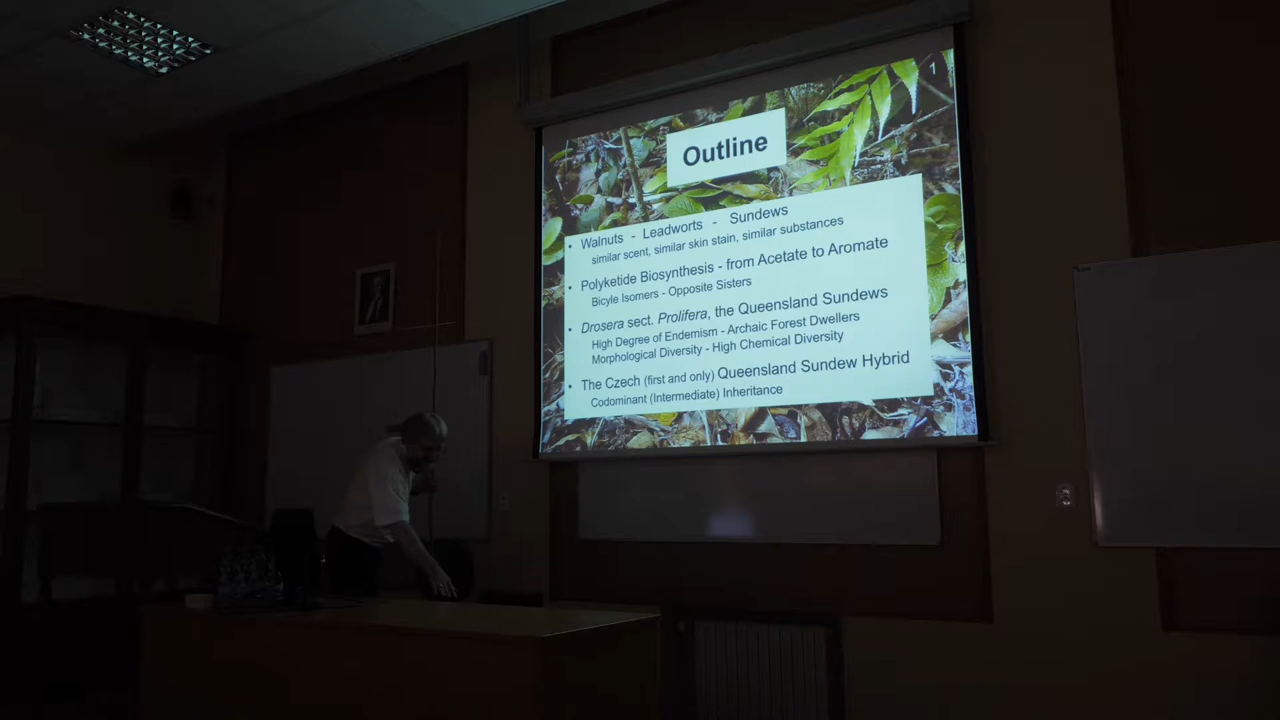 1
Outline
• Walnuts - Leadworts - Sundews
similar scent, similar skin stain, similar substances
• Polyketide Biosynthesis - from Acetate to Aromate
Bicyle Isomers - Opposite Sisters
• Drosera sect. Prolifera, the Queensland Sundews
High Degree of Endemism - Archaic Forest Dwellers
Morphological Diversity - High Chemical Diversity
• The Czech (first and only) Queensland Sundew Hybrid
Codominant (Intermediate) Inheritance